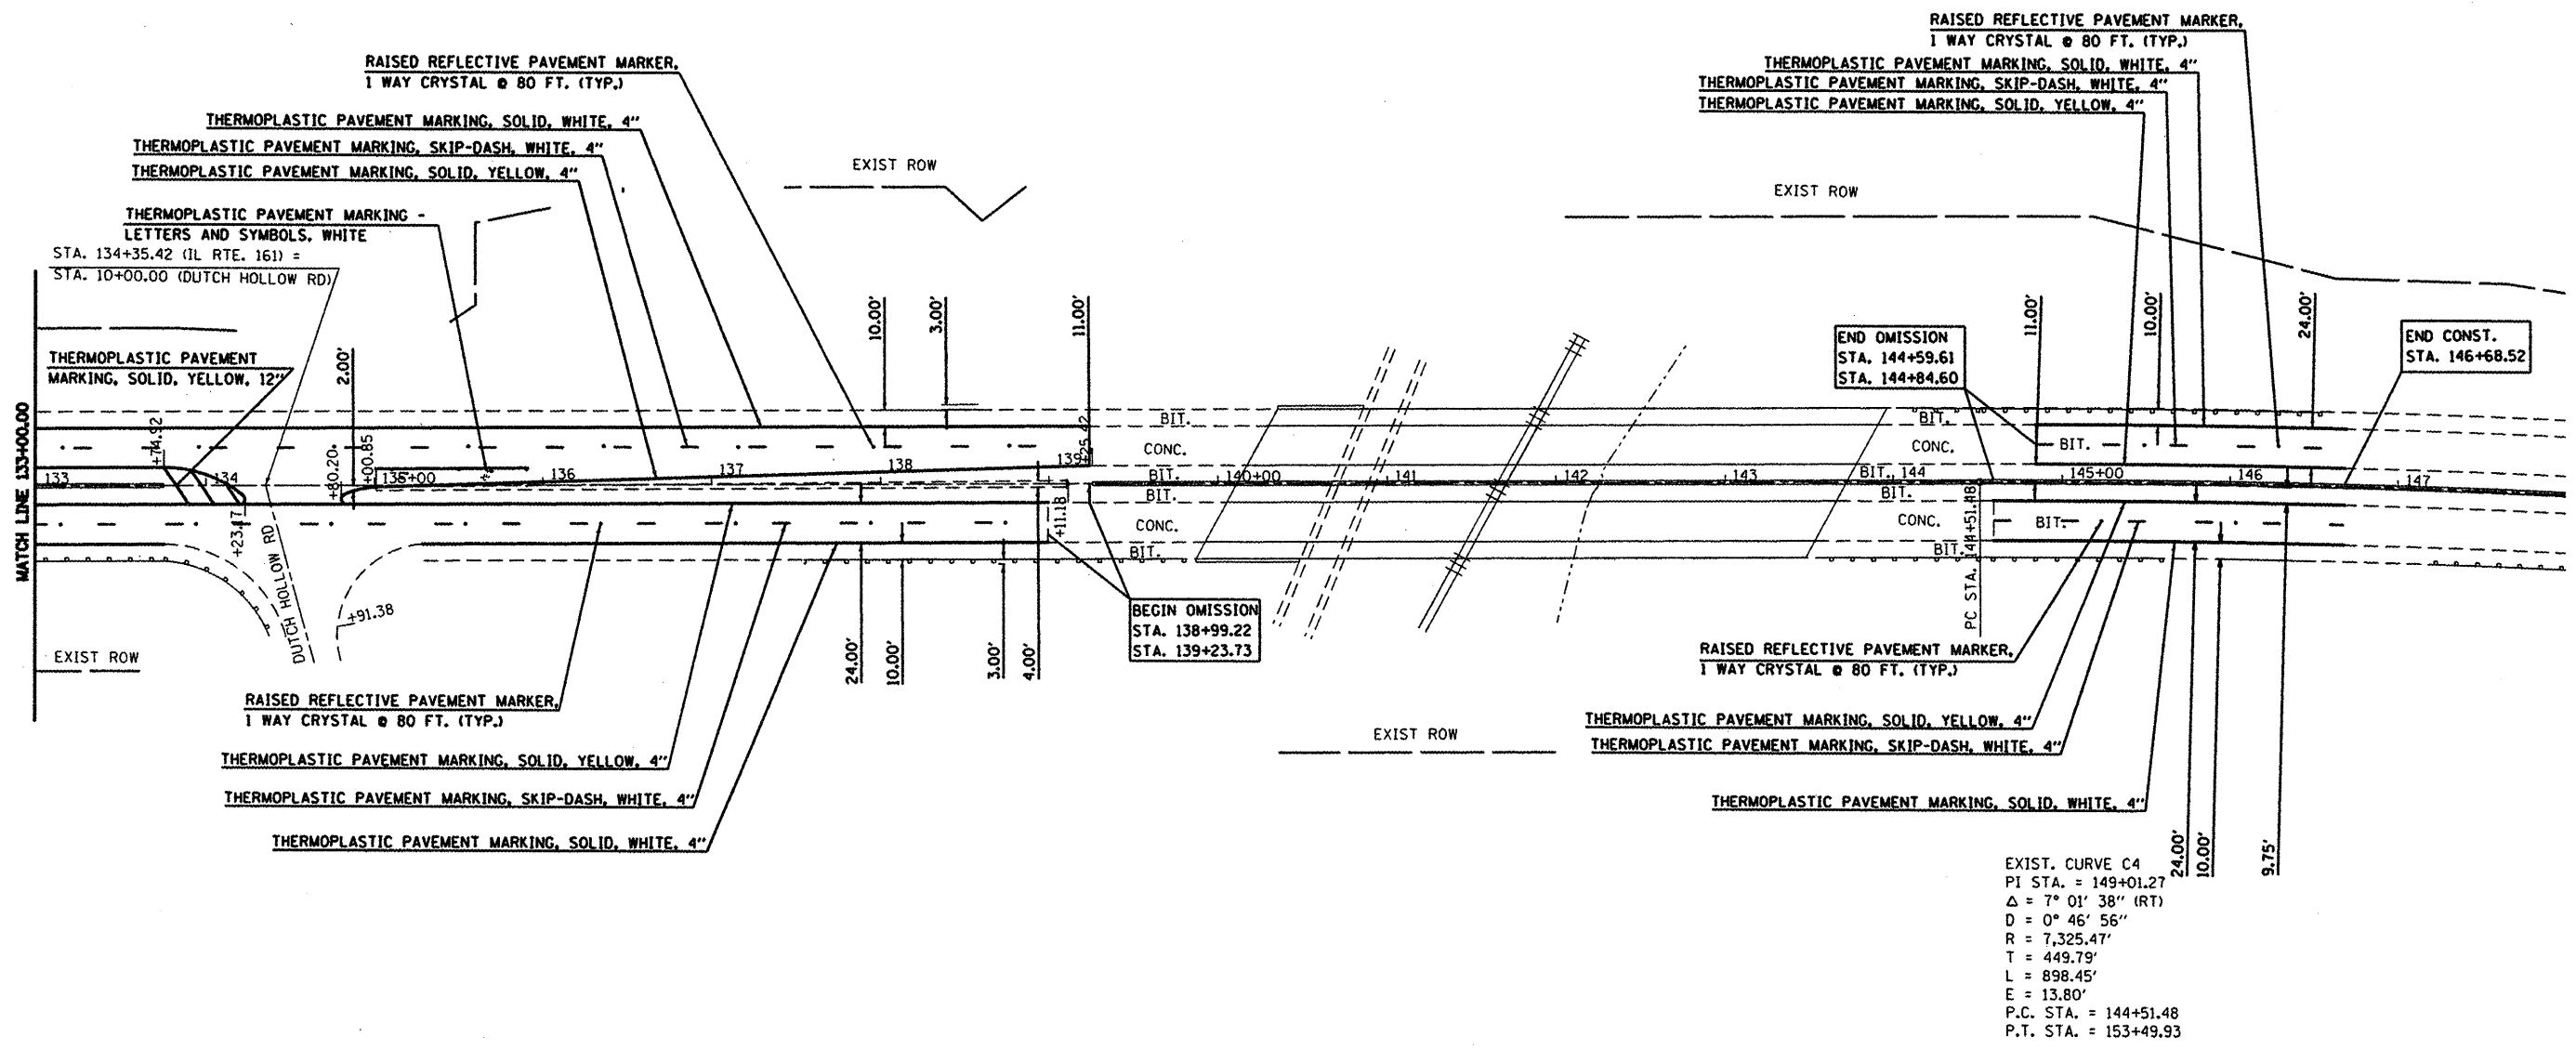 RAISED REFLECTIVE PAVEMENT MARKER,
1 WAY CRYSTAL @ 80 FT. (TYP.)
THERMOPLASTIC PAVEMENT MARKING, SOLID, WHITE, 4"
THERMOPLASTIC PAVEMENT MARKING, SKIP-DASH, WHITE, 4"
THERMOPLASTIC PAVEMENT MARKING, SOLID, YELLOW, 4"
THERMOPLASTIC PAVEMENT MARKING -
LETTERS AND SYMBOLS, WHITE
STA. 134+35.42 (IL RTE. 161) =
STA. 10+00.00 (DUTCH HOLLOW RD)
THERMOPLASTIC PAVEMENT
MARKING, SOLID, YELLOW, 12"
EXIST ROW
RAISED REFLECTIVE PAVEMENT MARKER,
1 WAY CRYSTAL @ 80 FT. (TYP.)
THERMOPLASTIC PAVEMENT MARKING, SOLID, WHITE, 4"
THERMOPLASTIC PAVEMENT MARKING, SKIP-DASH, WHITE, 4"
THERMOPLASTIC PAVEMENT MARKING, SOLID, YELLOW, 4"
EXIST ROW
2.00'
10.00'
3.00'
11.00'
11.00'
10.00'
24.00'
END OMISSION
STA. 144+59.61
STA. 144+84.60
END CONST.
STA. 146+68.52
MATCH LINE 133+00.00
+74.92
+23.17
+80.20
+00.85
+25.42
+11.18
+91.38
DUTCH HOLLOW RD
133
134
135+00
136
137
138
139
140+00
141
142
143
144
145+00
146
147
BIT.
CONC.
BIT.
BIT.
CONC.
BIT.
BIT.
CONC.
BIT.
BIT.
CONC.
BIT.
BIT.
BIT.
PC STA. 144+51.48
BEGIN OMISSION
STA. 138+99.22
STA. 139+23.73
EXIST ROW
24.00'
10.00'
3.00'
4.00'
RAISED REFLECTIVE PAVEMENT MARKER,
1 WAY CRYSTAL @ 80 FT. (TYP.)
THERMOPLASTIC PAVEMENT MARKING, SOLID, YELLOW, 4"
THERMOPLASTIC PAVEMENT MARKING, SKIP-DASH, WHITE, 4"
THERMOPLASTIC PAVEMENT MARKING, SOLID, WHITE, 4"
EXIST ROW
RAISED REFLECTIVE PAVEMENT MARKER,
1 WAY CRYSTAL @ 80 FT. (TYP.)
THERMOPLASTIC PAVEMENT MARKING, SOLID, YELLOW, 4"
THERMOPLASTIC PAVEMENT MARKING, SKIP-DASH, WHITE, 4"
THERMOPLASTIC PAVEMENT MARKING, SOLID, WHITE, 4"
24.00'
10.00'
9.75'
EXIST. CURVE C4
PI STA. = 149+01.27
Δ = 7° 01' 38" (RT)
D = 0° 46' 56"
R = 7,325.47'
T = 449.79'
L = 898.45'
E = 13.80'
P.C. STA. = 144+51.48
P.T. STA. = 153+49.93